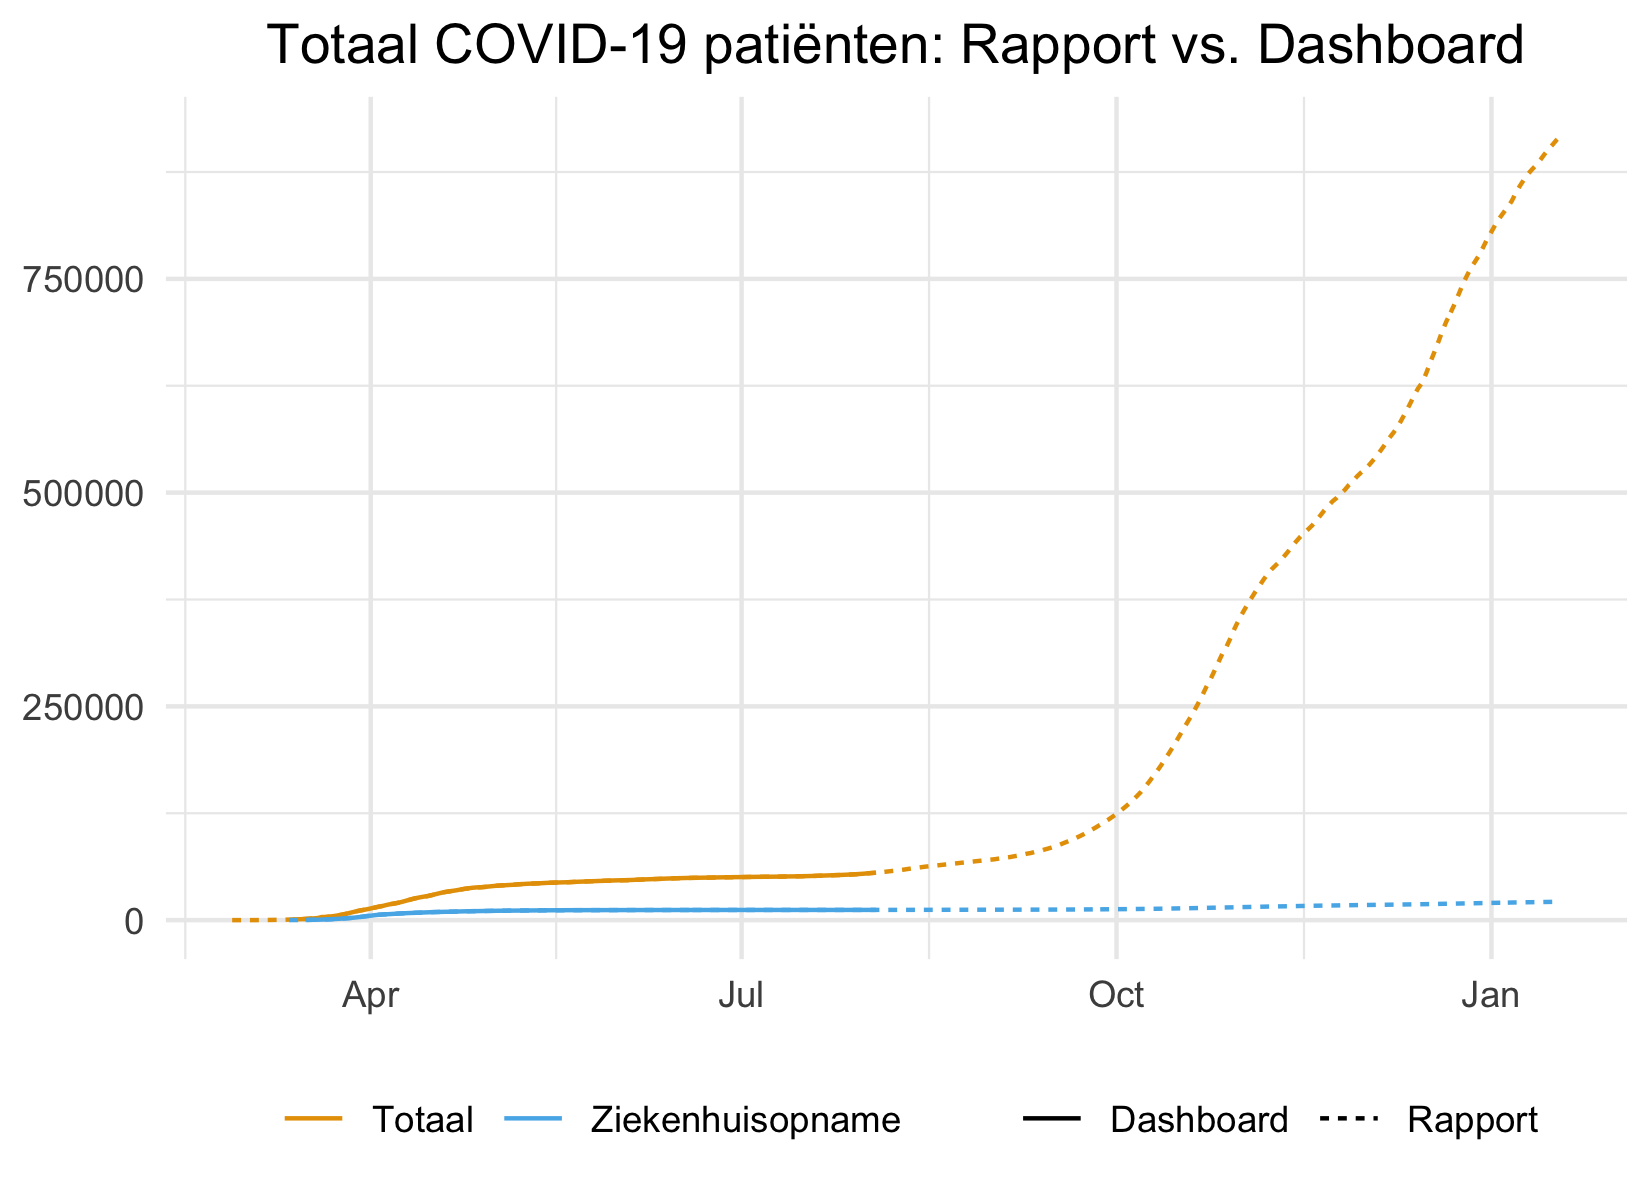 Totaal COVID-19 patiënten: Rapport vs. Dashboard
750000
500000
250000
0
Apr Jul Oct Jan
Totaal Ziekenhuisopname Dashboard Rapport